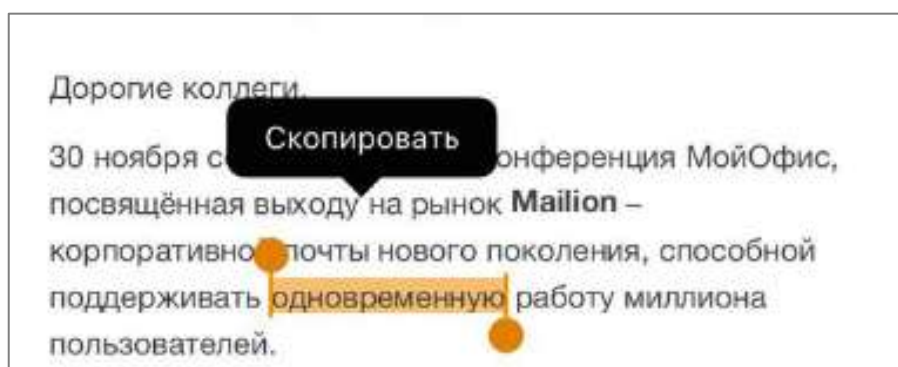 Дорогие коллеги,
Скопировать
30 ноября с онференция МойОфис,
посвящённая выходу на рынок Mailion –
корпоративной почты нового поколения, способной
поддерживать одновременную работу миллиона
пользователей.